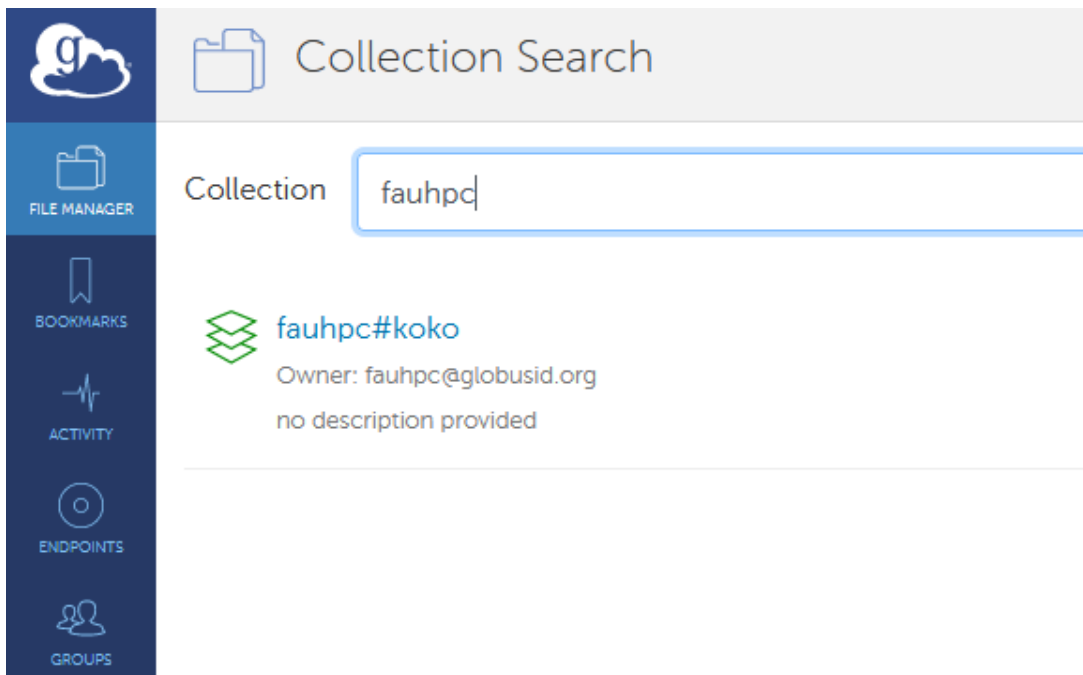 g
Collection Search
FILE MANAGER
Collection
fauhpc
BOOKMARKS
fauhpc#koko
Owner: fauhpc@globusid.org
no description provided
ACTIVITY
ENDPOINTS
GROUPS